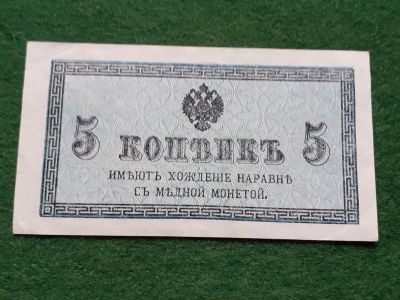 5 КОПѢЕКЪ 5
ИМѢЮТЪ ХОЖДЕНІЕ НАРАВНѢ
СЪ МѢДНОЙ МОНЕТОЙ.